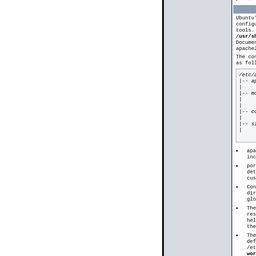 Ubuntu'
configu
tools.
/usr/sh
Documen
apache2
The con
as foll
/etc/a
|-- ap
|
|-- mo
|
|
|-- co
|
|-- si
|
apa
inc
por
det
cus
Con
dir
glo
The
res
hel
the
The
def
/et
wor